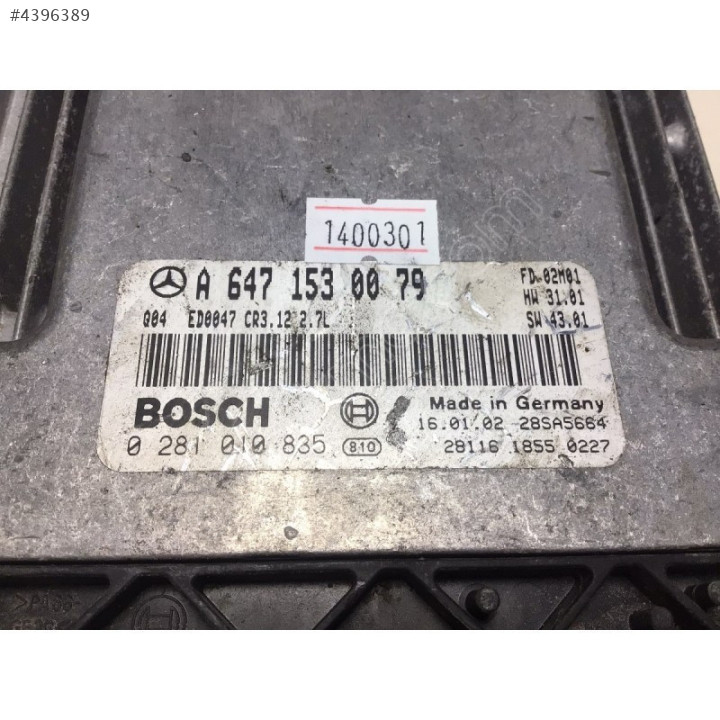 #4396389
1400301
A 647 153 00 79
FD 02M01
HW 31.01
Q04 ED0047 CR3.12 2.7L
SW 43.01
BOSCH
Made in Germany
16.01.02 28SA5664
0 281 010 835 810
28116 1855 0227